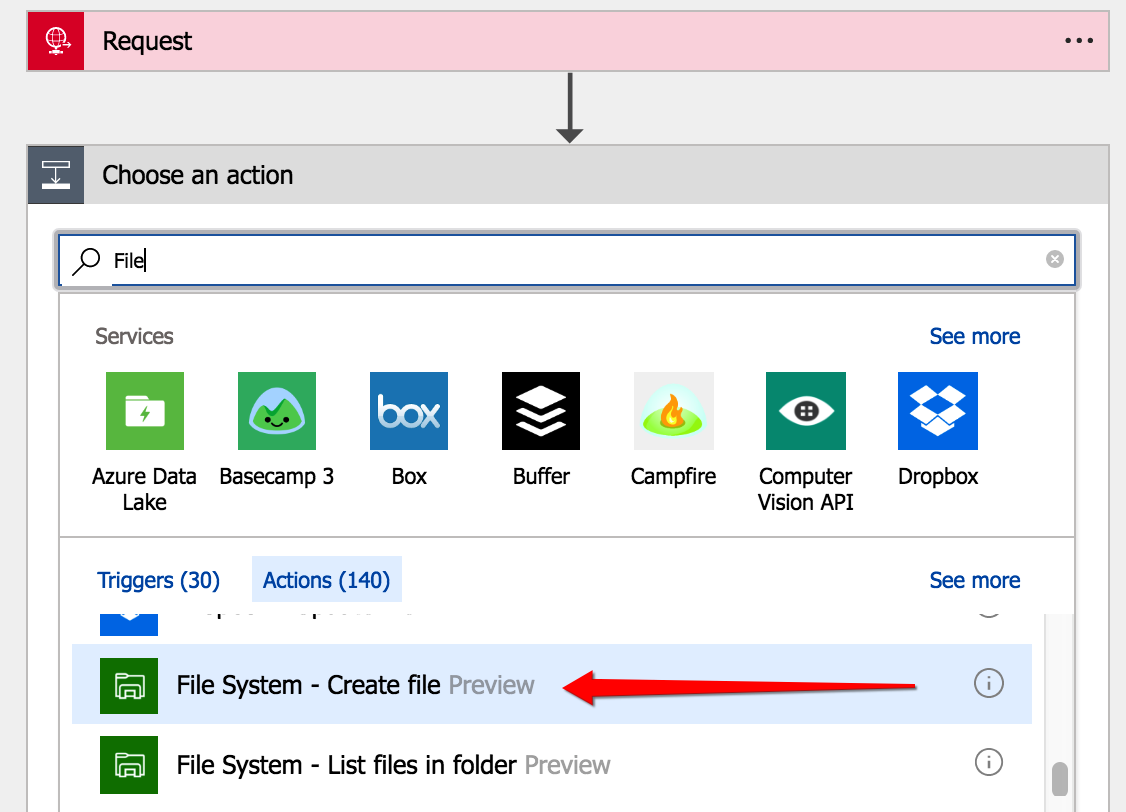 Request
Choose an action
File
Services See more
box
Azure Data Lake
Basecamp 3
Box
Buffer
Campfire
Computer Vision API
Dropbox
Triggers (30) Actions (140) See more
File System - Create file Preview
File System - List files in folder Preview